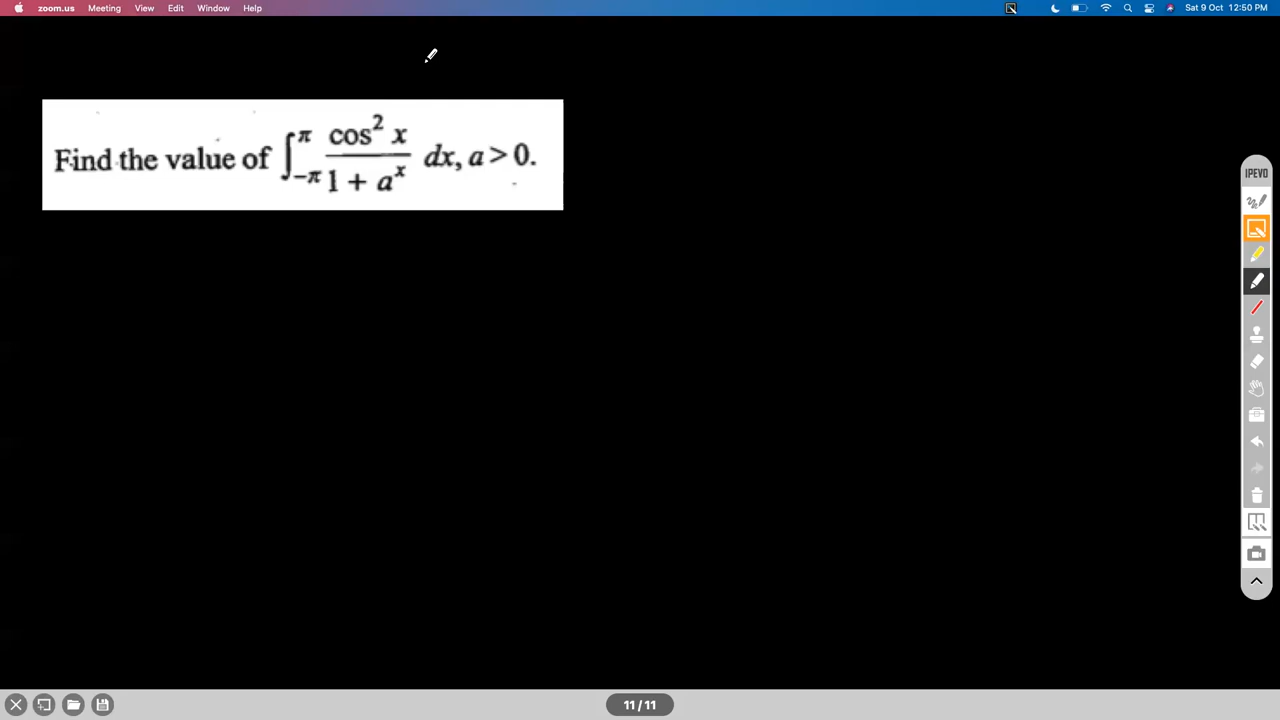 zoom.us Meeting View Edit Window Help Sat 9 Oct 12:50 PM
Find the value of ∫_{-π}^{π} \frac{cos² x}{1 + a^x} dx, a > 0.
IPEVO
11/11